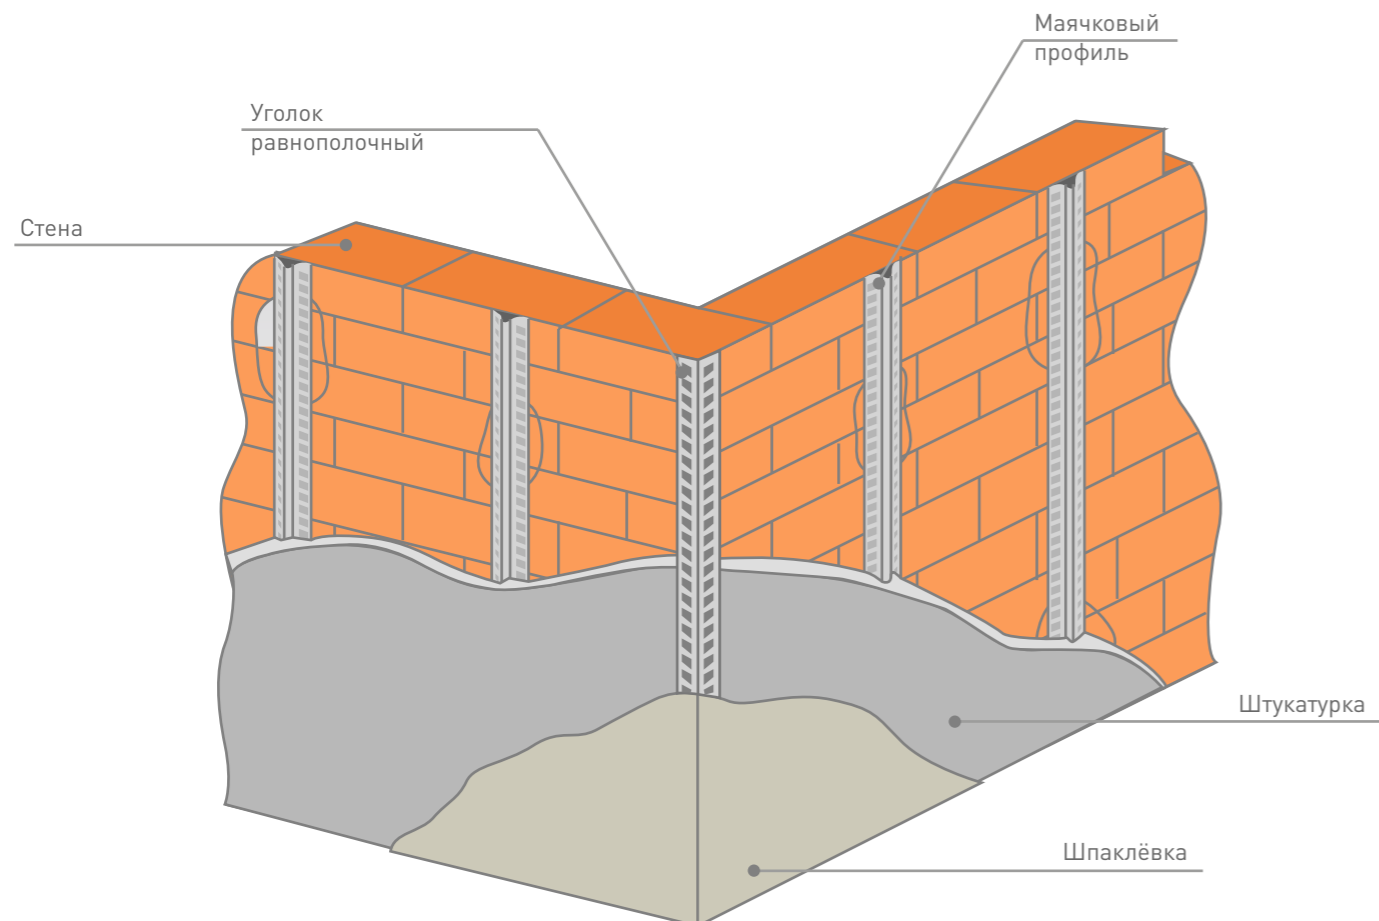 Маячковый
профиль
Уголок
равнополочный
Стена
Штукатурка
Шпаклёвка